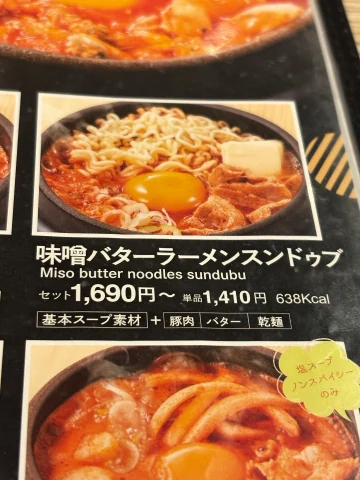 味噌バターラーメンスンドゥブ
Miso butter noodles sundubu
セット1,690円〜 単品1,410円 638Kcal
基本スープ素材 + 豚肉 バター 乾麺
塩スープ
ノンスパイシー
のみ